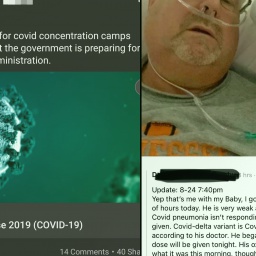 for covid concentration camps
t the government is preparing for
ministration.
e 2019 (COVID-19)
14 Comments • 40 Sha
D
hrs
Update: 8-24 7:40pm
Yep that's me with my Baby, I go
of hours today. He is very weak a
Covid pneumonia isn't respondin
given. Covid-delta variant is Cov
according to his doctor. He bega
dose will be given tonight. His o
what it was this morning, thoug